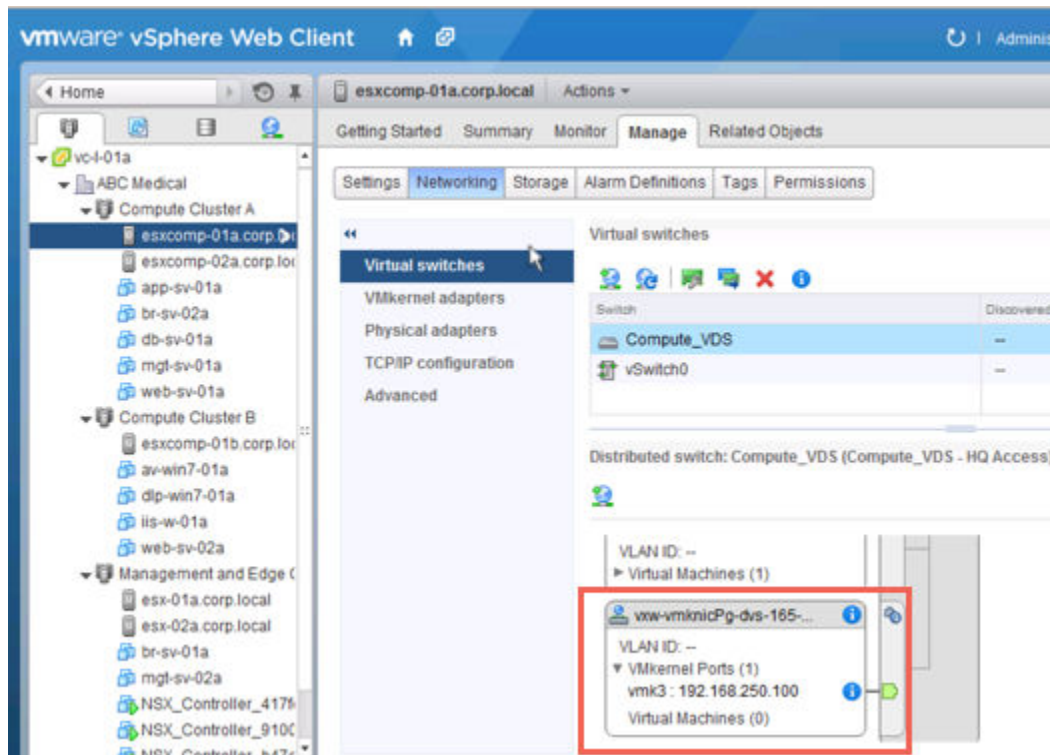 vmware® vSphere Web Client
Adminis
Home
esxcomp-01a.corp.local Actions
Getting Started Summary Monitor Manage Related Objects
vc-l-01a
ABC Medical
Settings Networking Storage Alarm Definitions Tags Permissions
Compute Cluster A
esxcomp-01a.corp.
esxcomp-02a.corp.loc
app-sv-01a
br-sv-02a
db-sv-01a
mgt-sv-01a
web-sv-01a
Compute Cluster B
esxcomp-01b.corp.loc
av-win7-01a
dlp-win7-01a
iis-w-01a
web-sv-02a
Management and Edge C
esx-01a.corp.local
esx-02a.corp.local
br-sv-01a
mgt-sv-02a
NSX_Controller_417f
NSX_Controller_910
Virtual switches
VMkernel adapters
Physical adapters
TCP/IP configuration
Advanced
Virtual switches
Switch Discovered
Compute_VDS --
vSwitch0 --
Distributed switch: Compute_VDS (Compute_VDS - HQ Access)
VLAN ID: --
Virtual Machines (1)
vxw-vmknicPg-dvs-165-...
VLAN ID: --
VMkernel Ports (1)
vmk3 : 192.168.250.100
Virtual Machines (0)